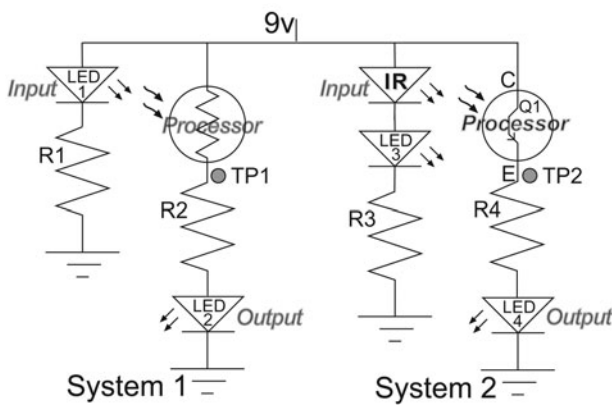 9v
Input
LED
1
Processor
R1
TP1
R2
LED
2
Output
System 1
Input
IR
LED
3
R3
C
Q1
Processor
E
TP2
R4
LED
4
Output
System 2